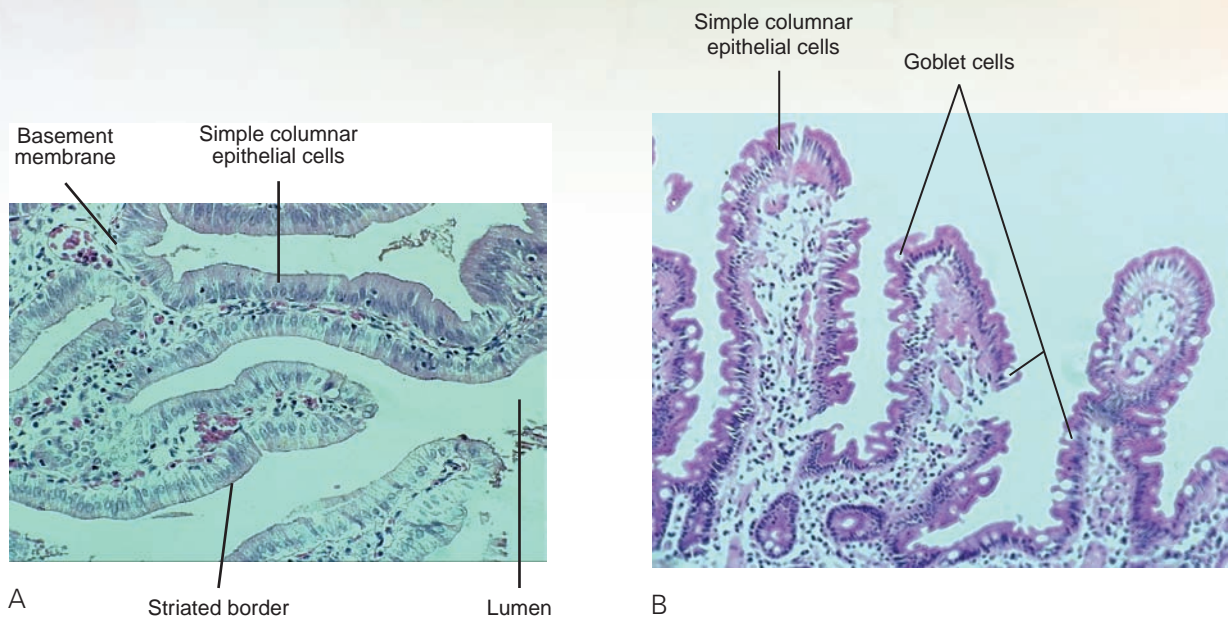 Basement
membrane
Simple columnar
epithelial cells
Striated border
Lumen
A
Simple columnar
epithelial cells
Goblet cells
B